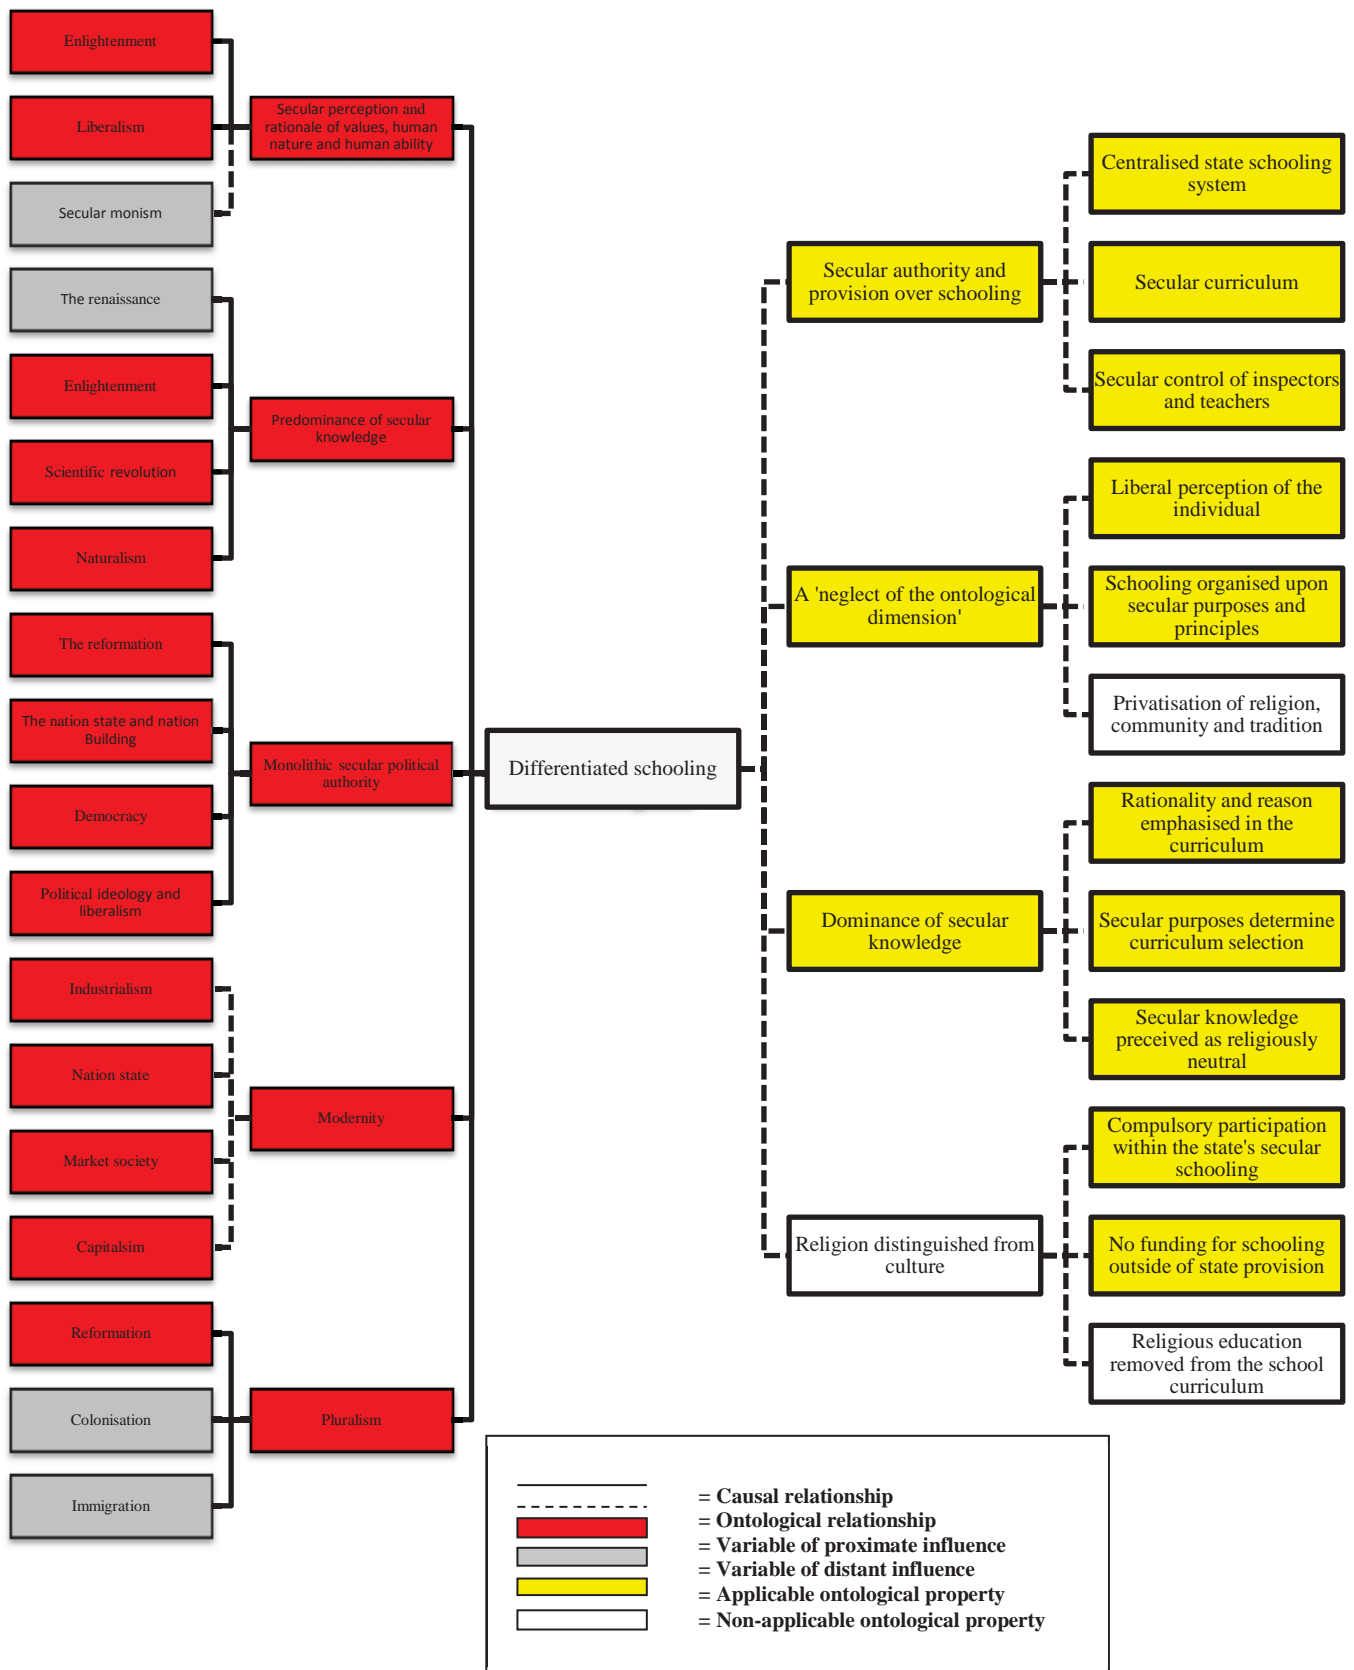 Enlightenment
Liberalism
Secular monism
Secular perception and
rationale of values, human
nature and human ability
The renaissance
Enlightenment
Scientific revolution
Naturalism
Predominance of secular
knowledge
The reformation
The nation state and nation
Building
Democracy
Political ideology and
liberalism
Monolithic secular political
authority
Industrialism
Nation state
Market society
Capitalsim
Modernity
Reformation
Colonisation
Immigration
Pluralism
Differentiated schooling
Secular authority and
provision over schooling
Centralised state schooling
system
Secular curriculum
Secular control of inspectors
and teachers
A 'neglect of the ontological
dimension'
Liberal perception of the
individual
Schooling organised upon
secular purposes and
principles
Privatisation of religion,
community and tradition
Dominance of secular
knowledge
Rationality and reason
emphasised in the
curriculum
Secular purposes determine
curriculum selection
Secular knowledge
preceived as religiously
neutral
Religion distinguished from
culture
Compulsory participation
within the state's secular
schooling
No funding for schooling
outside of state provision
Religious education
removed from the school
curriculum
= Causal relationship
= Ontological relationship
= Variable of proximate influence
= Variable of distant influence
= Applicable ontological property
= Non-applicable ontological property